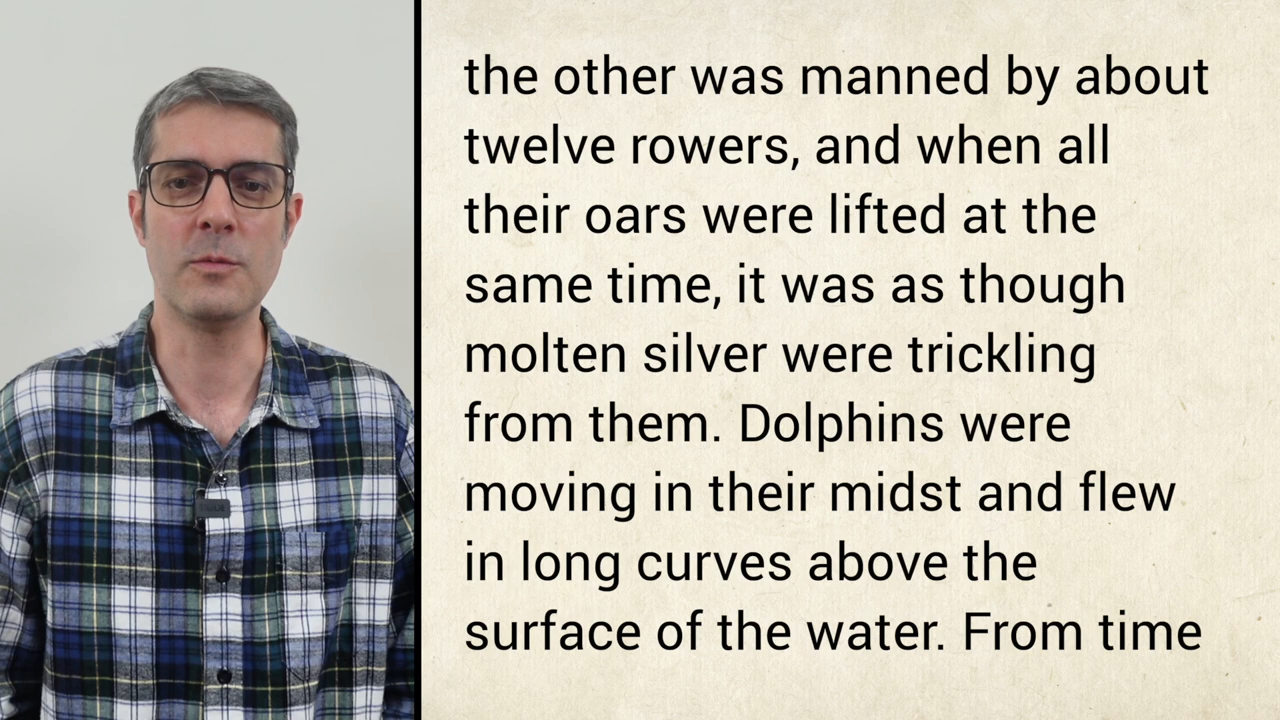 the other was manned by about
twelve rowers, and when all
their oars were lifted at the
same time, it was as though
molten silver were trickling
from them. Dolphins were
moving in their midst and flew
in long curves above the
surface of the water. From time